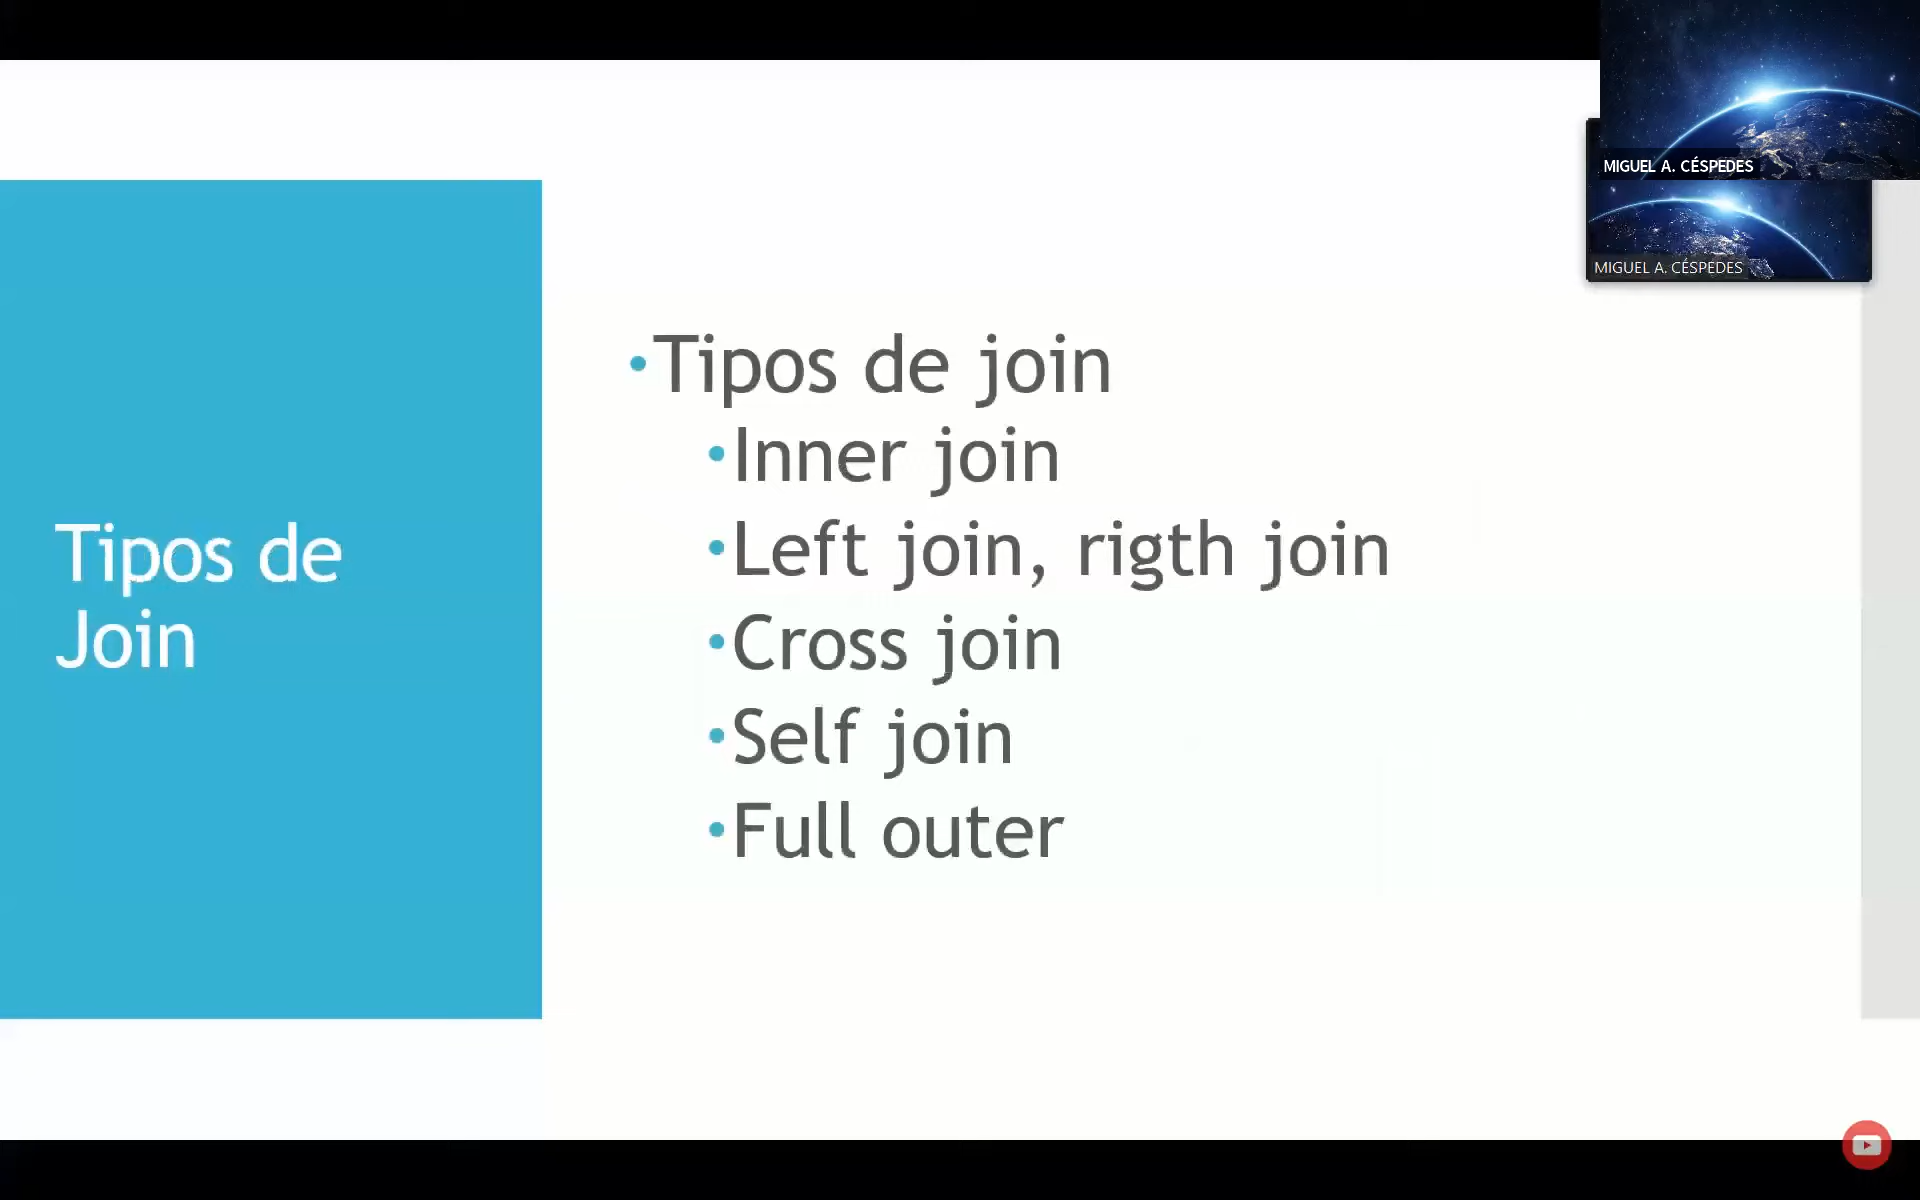 MIGUEL A. CÉSPEDES
MIGUEL A. CÉSPEDES
Tipos de
Join
•Tipos de join
•Inner join
•Left join, rigth join
•Cross join
•Self join
•Full outer